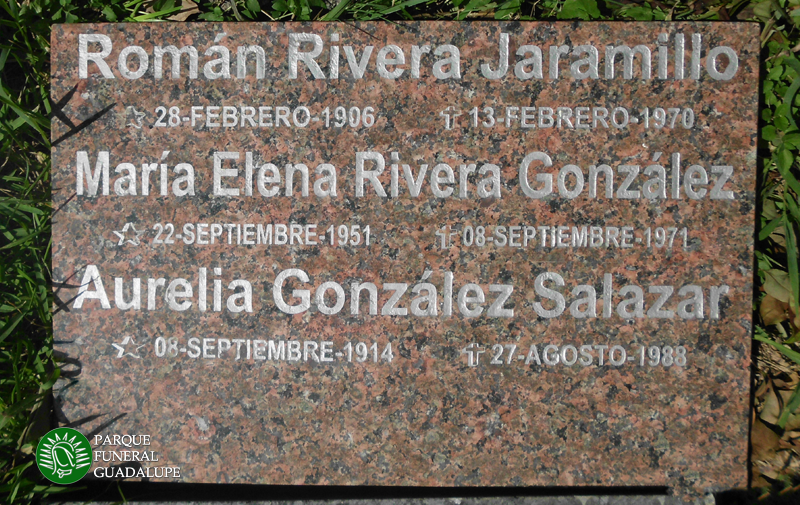 Román Rivera Jaramillo
28-FEBRERO-1906 13-FEBRERO-1970
María Elena Rivera González
22-SEPTIEMBRE-1951 08-SEPTIEMBRE-1971
Aurelia González Salazar
08-SEPTIEMBRE-1914 27-AGOSTO-1988
PARQUE
FUNERAL
GUADALUPE